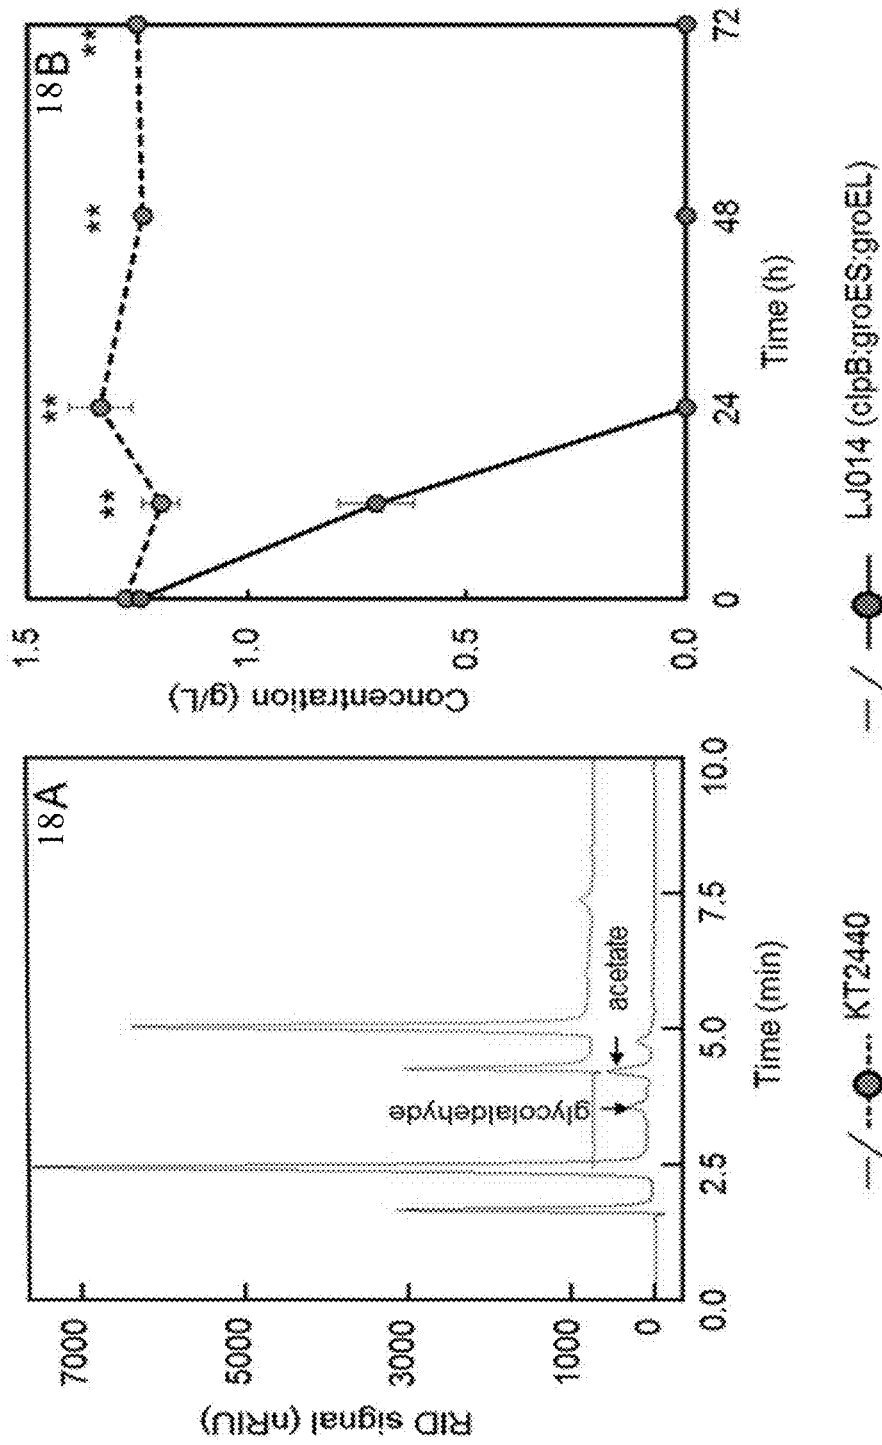 18A
RID signal (nRIU)
7000
5000
3000
1000
0
glycolaldehyde
acetate
0.0
2.5
5.0
7.5
10.0
Time (min)
18B
Concentration (g/L)
1.5
1.0
0.5
0.0
**
**
**
**
0
24
48
72
Time (h)
KT2440
LJ014 (clpB:groES:groEL)